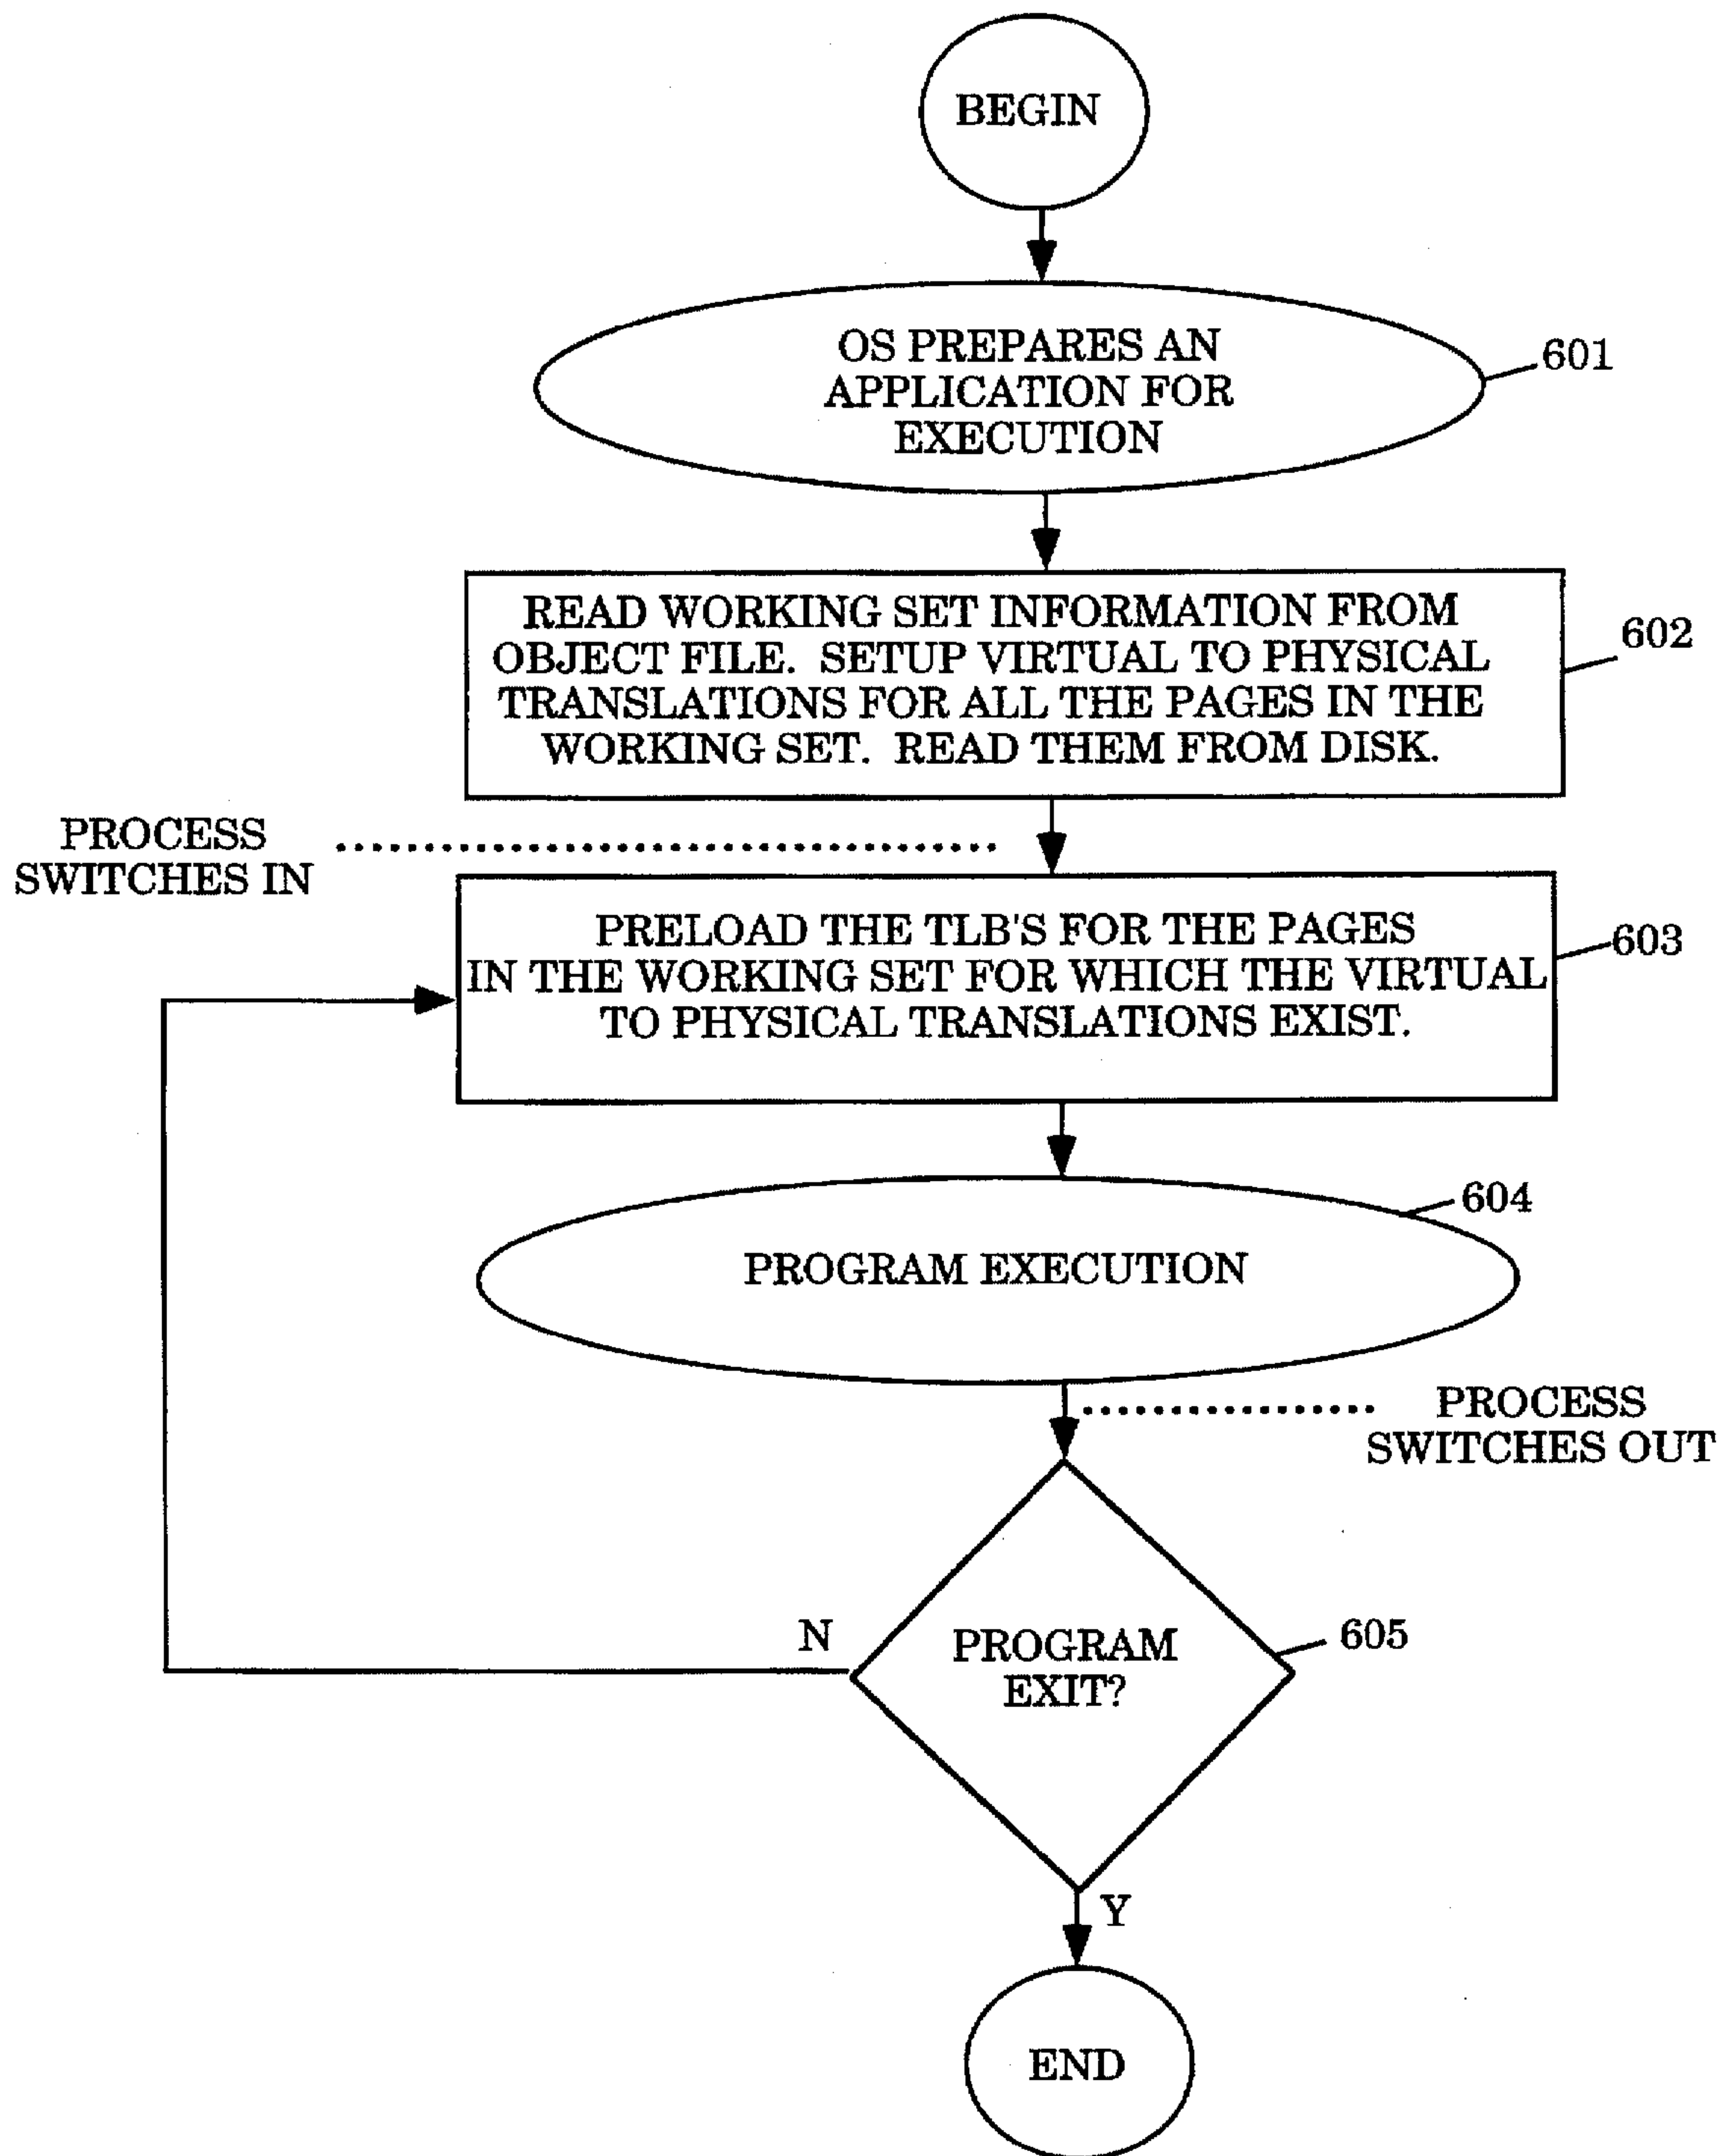 BEGIN
OS PREPARES AN
APPLICATION FOR
EXECUTION
601
READ WORKING SET INFORMATION FROM
OBJECT FILE. SETUP VIRTUAL TO PHYSICAL
TRANSLATIONS FOR ALL THE PAGES IN THE
WORKING SET. READ THEM FROM DISK.
602
PROCESS
SWITCHES IN
PRELOAD THE TLB'S FOR THE PAGES
IN THE WORKING SET FOR WHICH THE VIRTUAL
TO PHYSICAL TRANSLATIONS EXIST.
603
PROGRAM EXECUTION
604
PROCESS
SWITCHES OUT
N
PROGRAM
EXIT?
605
Y
END